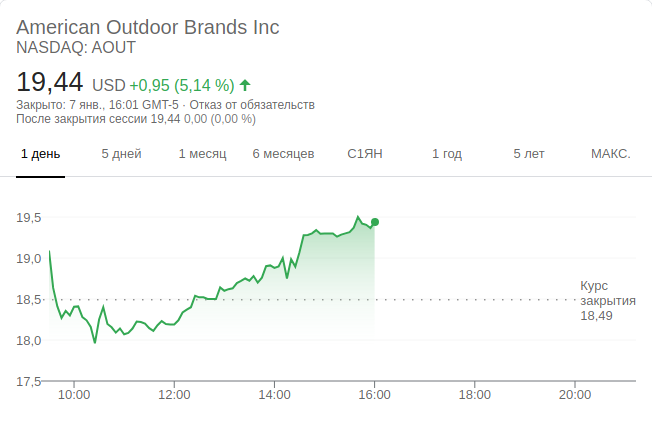 American Outdoor Brands Inc
NASDAQ: AOUT
19,44 USD +0,95 (5,14 %)
Закрыто: 7 янв., 16:01 GMT-5 · Отказ от обязательств
После закрытия сессии 19,44 0,00 (0,00 %)
1 день 5 дней 1 месяц 6 месяцев С1ЯН 1 год 5 лет МАКС.
19,5
19,0
Курс
18,5 закрытия
18,49
18,0
17,5
10:00 12:00 14:00 16:00 18:00 20:00